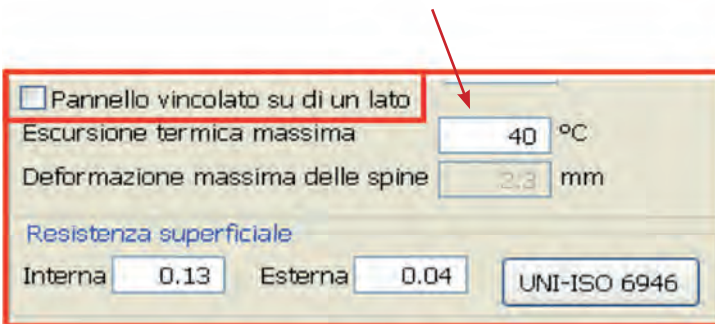 Pannello vincolato su di un lato
Escursione termica massima 40 ºC
Deformazione massima delle spine 2.3 mm
Resistenza superficiale
Interna 0.13 Esterna 0.04 UNI-ISO 6946